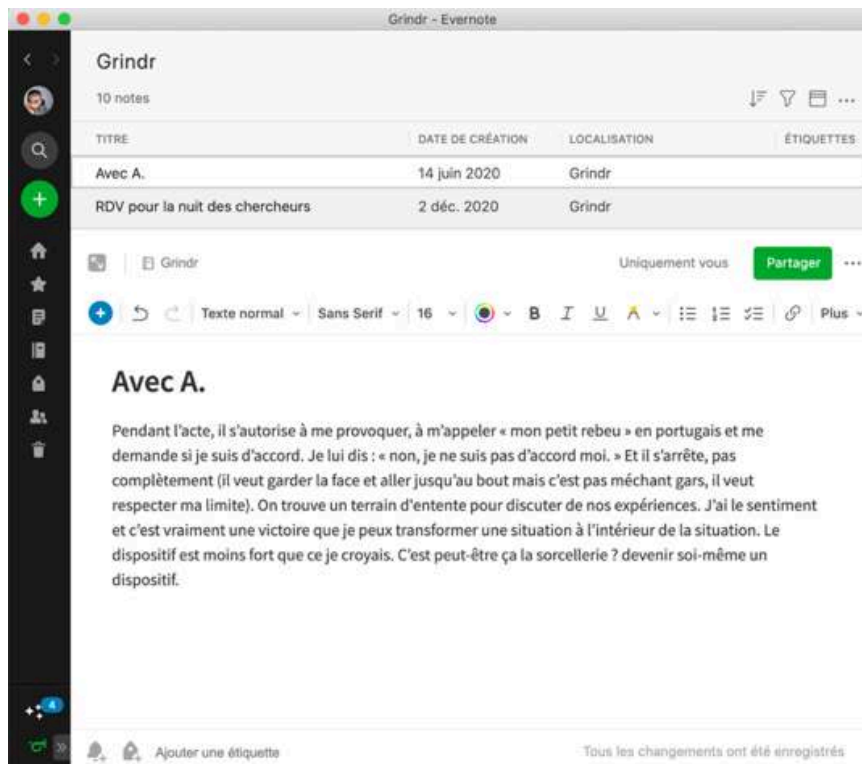 Grindr - Evernote
Grindr
10 notes
TITRE DATE DE CRÉATION LOCALISATION ÉTIQUETTES
Avec A. 14 juin 2020 Grindr
RDV pour la nuit des chercheurs 2 déc. 2020 Grindr
Grindr Uniquement vous Partager
Texte normal Sans Serif 16 B I U A Plus
Avec A.
Pendant l'acte, il s'autorise à me provoquer, à m'appeler « mon petit rebeu » en portugais et me
demande si je suis d'accord. Je lui dis : « non, je ne suis pas d'accord moi. » Et il s'arrête, pas
complètement (il veut garder la face et aller jusqu'au bout mais c'est pas méchant gars, il veut
respecter ma limite). On trouve un terrain d'entente pour discuter de nos expériences. J'ai le sentiment
et c'est vraiment une victoire que je peux transformer une situation à l'intérieur de la situation. Le
dispositif est moins fort que ce je croyais. C'est peut-être ça la sorcellerie ? devenir soi-même un
dispositif.
4
Ajouter une étiquette Tous les changements ont été enregistrés